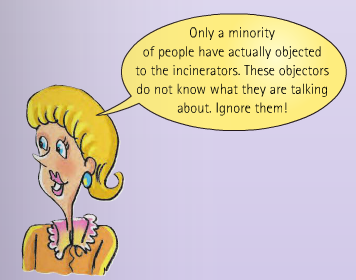 Only a minority
of people have actually objected
to the incinerators. These objectors
do not know what they are talking
about. Ignore them!